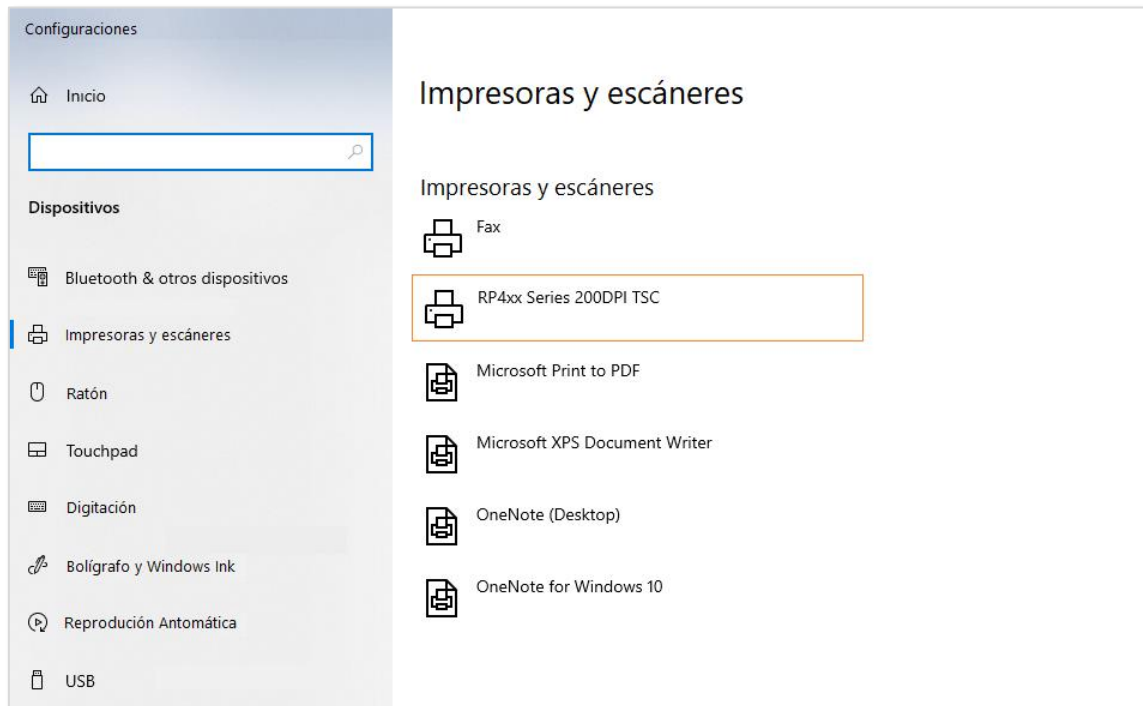 Configuraciones
Inicio
Dispositivos
Bluetooth & otros dispositivos
Impresoras y escáneres
Ratón
Touchpad
Digitación
Bolígrafo y Windows Ink
Reprodución Antomática
USB
Impresoras y escáneres
Impresoras y escáneres
Fax
RP4xx Series 200DPI TSC
Microsoft Print to PDF
Microsoft XPS Document Writer
OneNote (Desktop)
OneNote for Windows 10